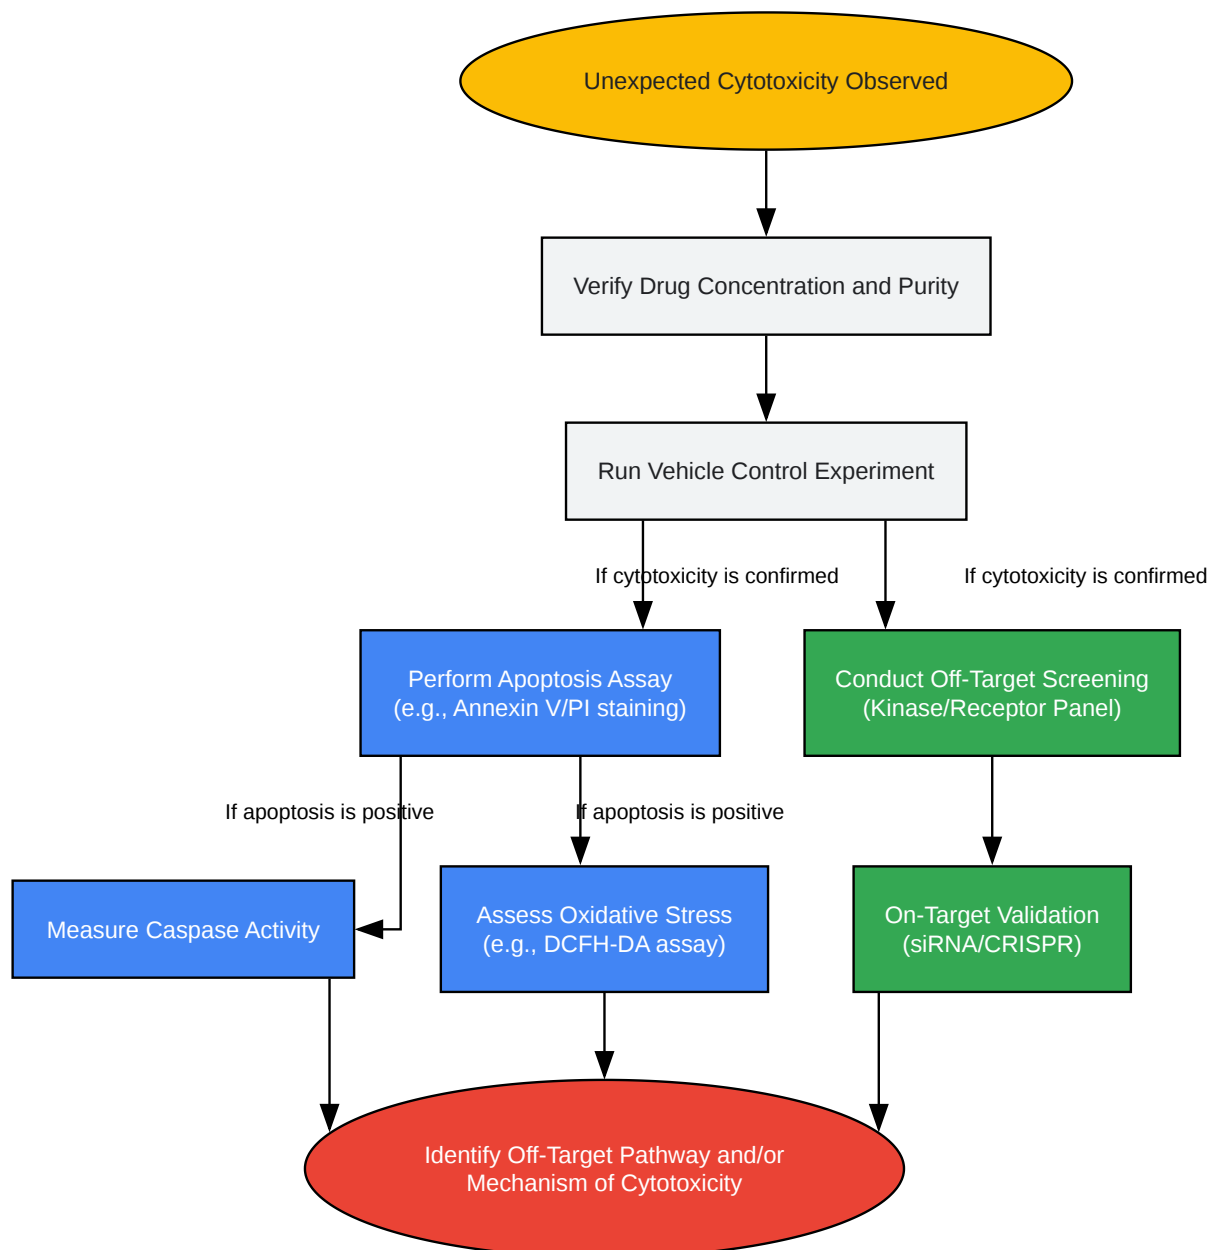 Unexpected Cytotoxicity Observed
Verify Drug Concentration and Purity
Run Vehicle Control Experiment
If cytotoxicity is confirmed
If cytotoxicity is confirmed
Perform Apoptosis Assay
(e.g., Annexin V/PI staining)
Conduct Off-Target Screening
(Kinase/Receptor Panel)
If apoptosis is positive
If apoptosis is positive
Measure Caspase Activity
Assess Oxidative Stress
(e.g., DCFH-DA assay)
On-Target Validation
(siRNA/CRISPR)
Identify Off-Target Pathway and/or
Mechanism of Cytotoxicity